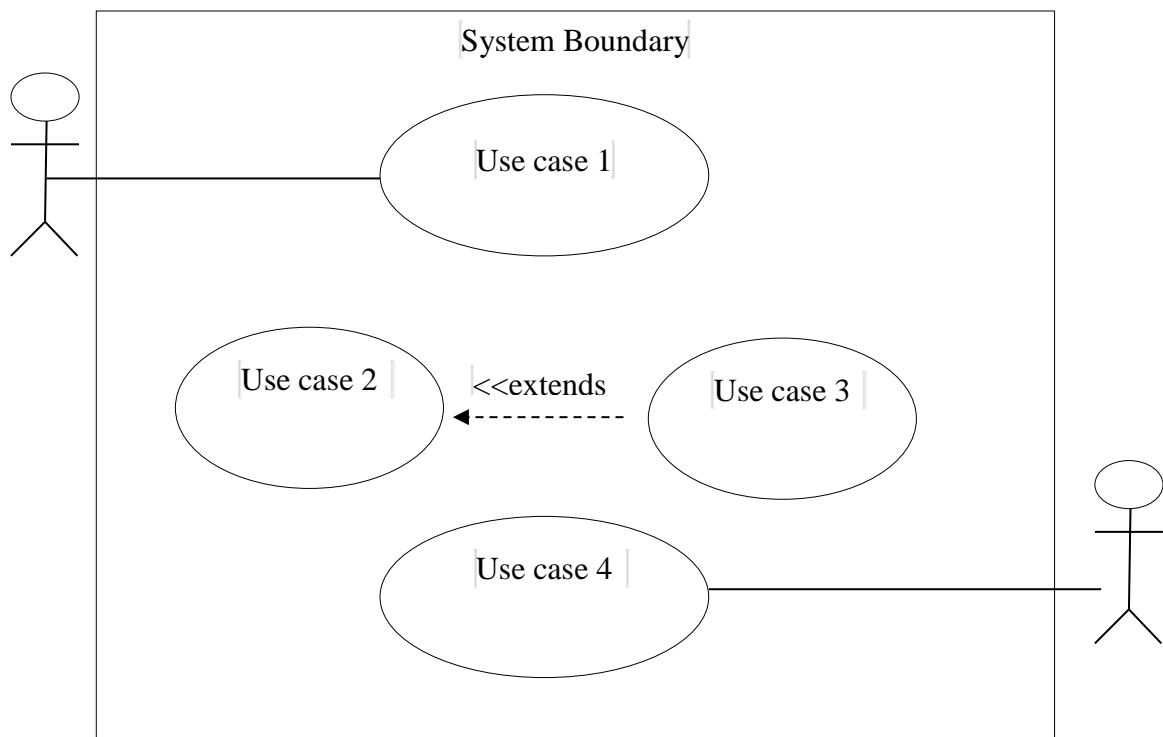 System Boundary
Use case 1
Use case 2
<<extends
Use case 3
Use case 4